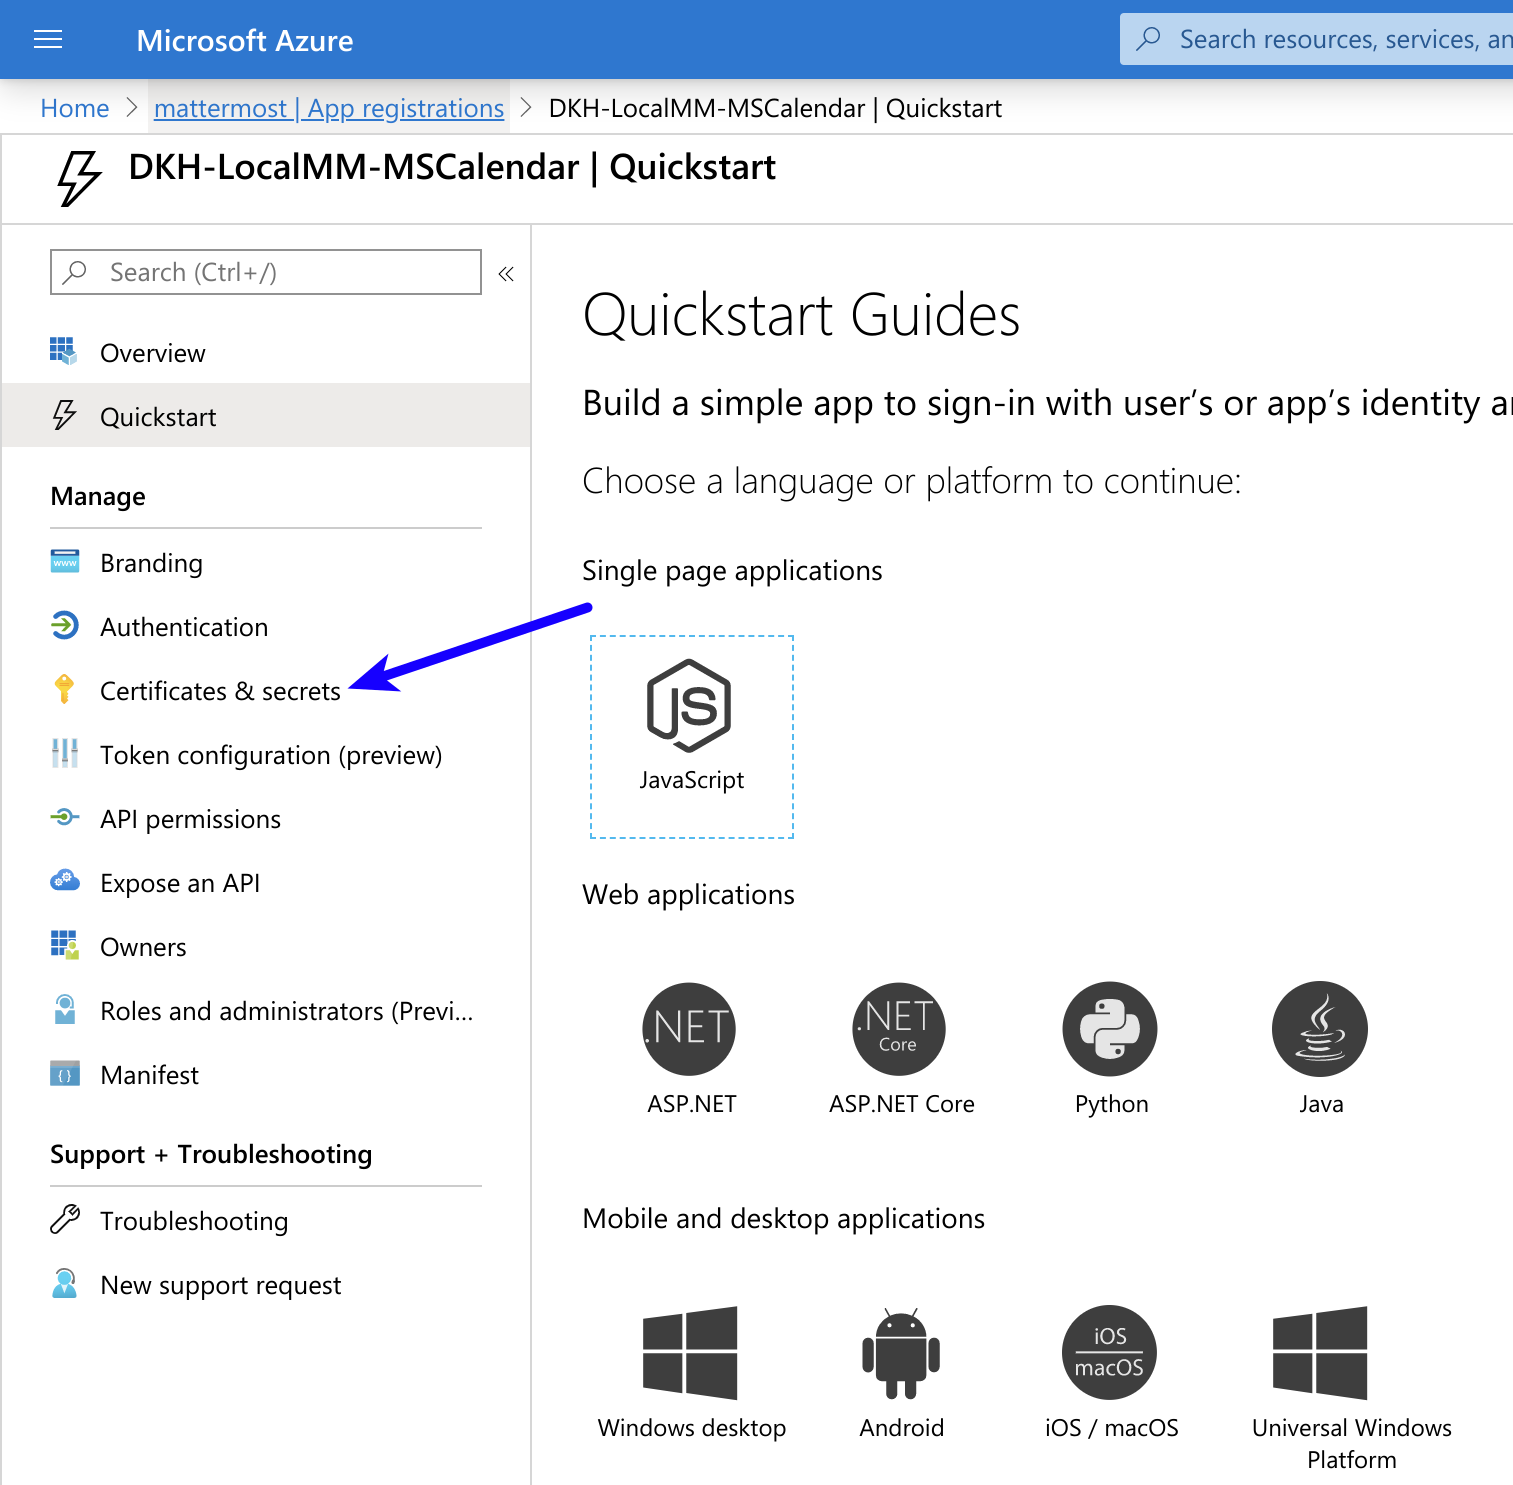 Microsoft Azure
Search resources, services, an
Home > mattermost | App registrations > DKH-LocalMM-MSCalendar | Quickstart
DKH-LocalMM-MSCalendar | Quickstart
Search (Ctrl+/)
«
Overview
Quickstart
Manage
www
Branding
Authentication
Certificates & secrets
Token configuration (preview)
API permissions
Expose an API
Owners
Roles and administrators (Previ...
{ }
Manifest
Support + Troubleshooting
Troubleshooting
New support request
Quickstart Guides
Build a simple app to sign-in with user’s or app’s identity a
Choose a language or platform to continue:
Single page applications
JS
JavaScript
Web applications
.NET
ASP.NET
.NET
Core
ASP.NET Core
Python
Java
Mobile and desktop applications
Windows desktop
Android
iOS
macOS
iOS / macOS
Universal Windows
Platform